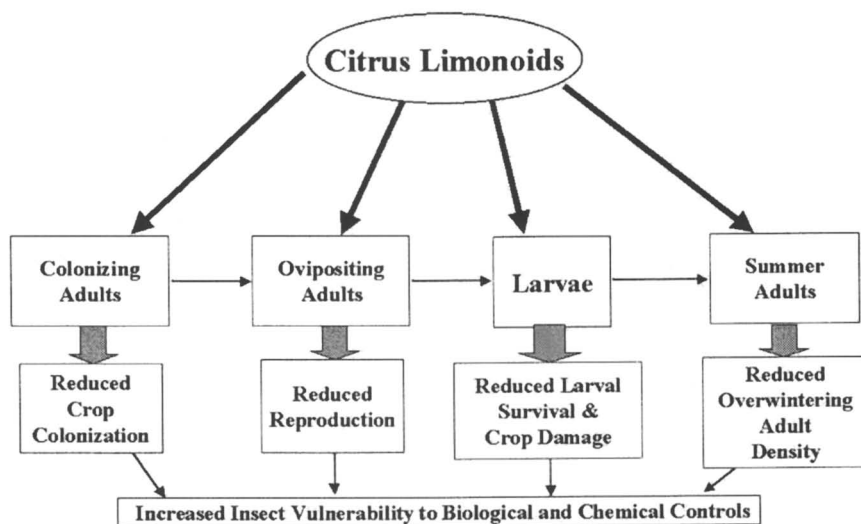 Citrus Limonoids
Colonizing
Adults
Ovipositing
Adults
Larvae
Summer
Adults
Reduced
Crop
Colonization
Reduced
Reproduction
Reduced Larval
Survival &
Crop Damage
Reduced
Overwintering
Adult
Density
Increased Insect Vulnerability to Biological and Chemical Controls